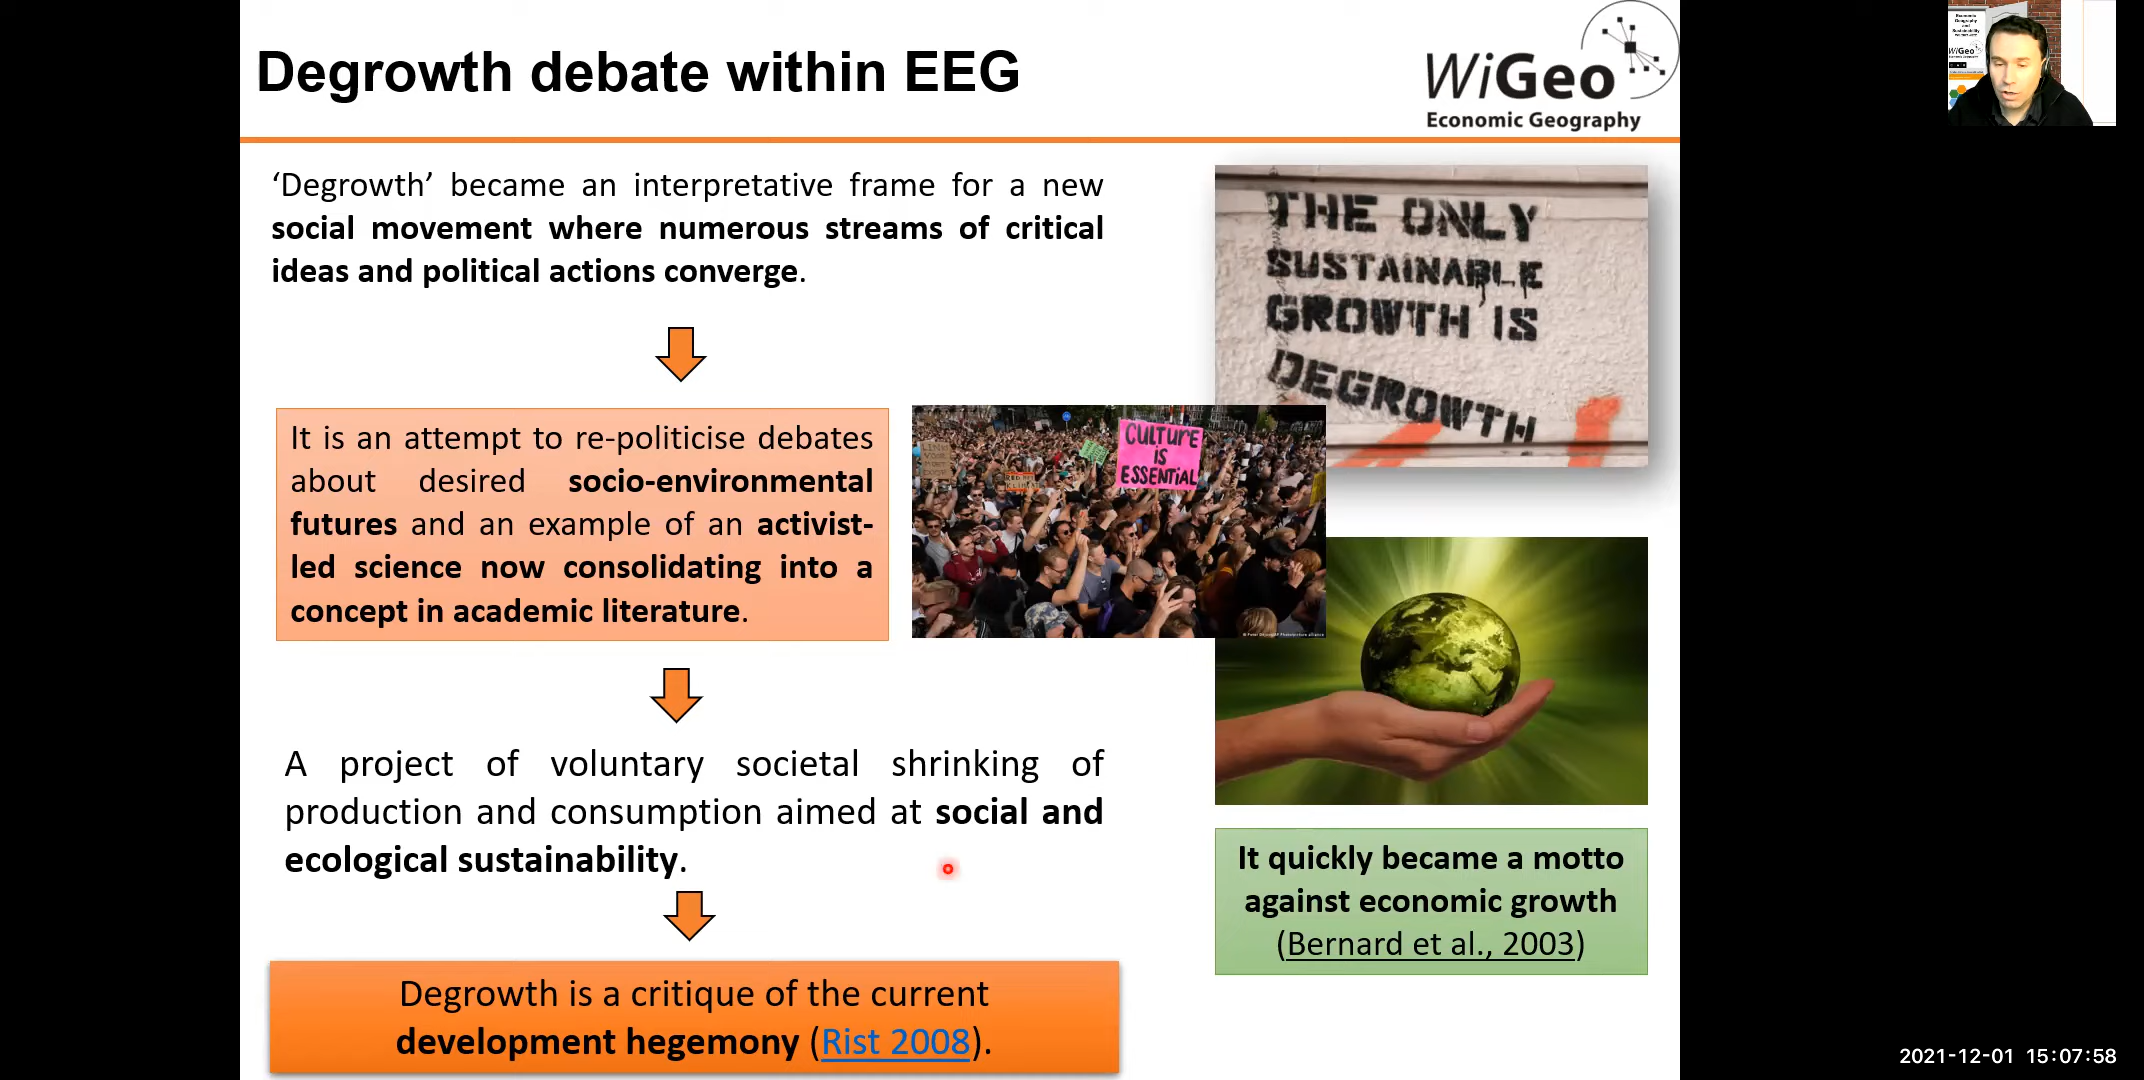 Degrowth debate within EEG
WiGeo
Economic Geography
‘Degrowth’ became an interpretative frame for a new
social movement where numerous streams of critical
ideas and political actions converge.
It is an attempt to re-politicise debates
about desired socio-environmental
futures and an example of an activist-
led science now consolidating into a
concept in academic literature.
A project of voluntary societal shrinking of
production and consumption aimed at social and
ecological sustainability.
Degrowth is a critique of the current
development hegemony (Rist 2008).
THE ONLY
SUSTAINABLE
GROWTH IS
DEGROWTH
CULTURE
IS
ESSENTIAL
It quickly became a motto
against economic growth
(Bernard et al., 2003)
Economic
Geography
and
Sustainability
WiGeo
2021-12-01 15:07:58